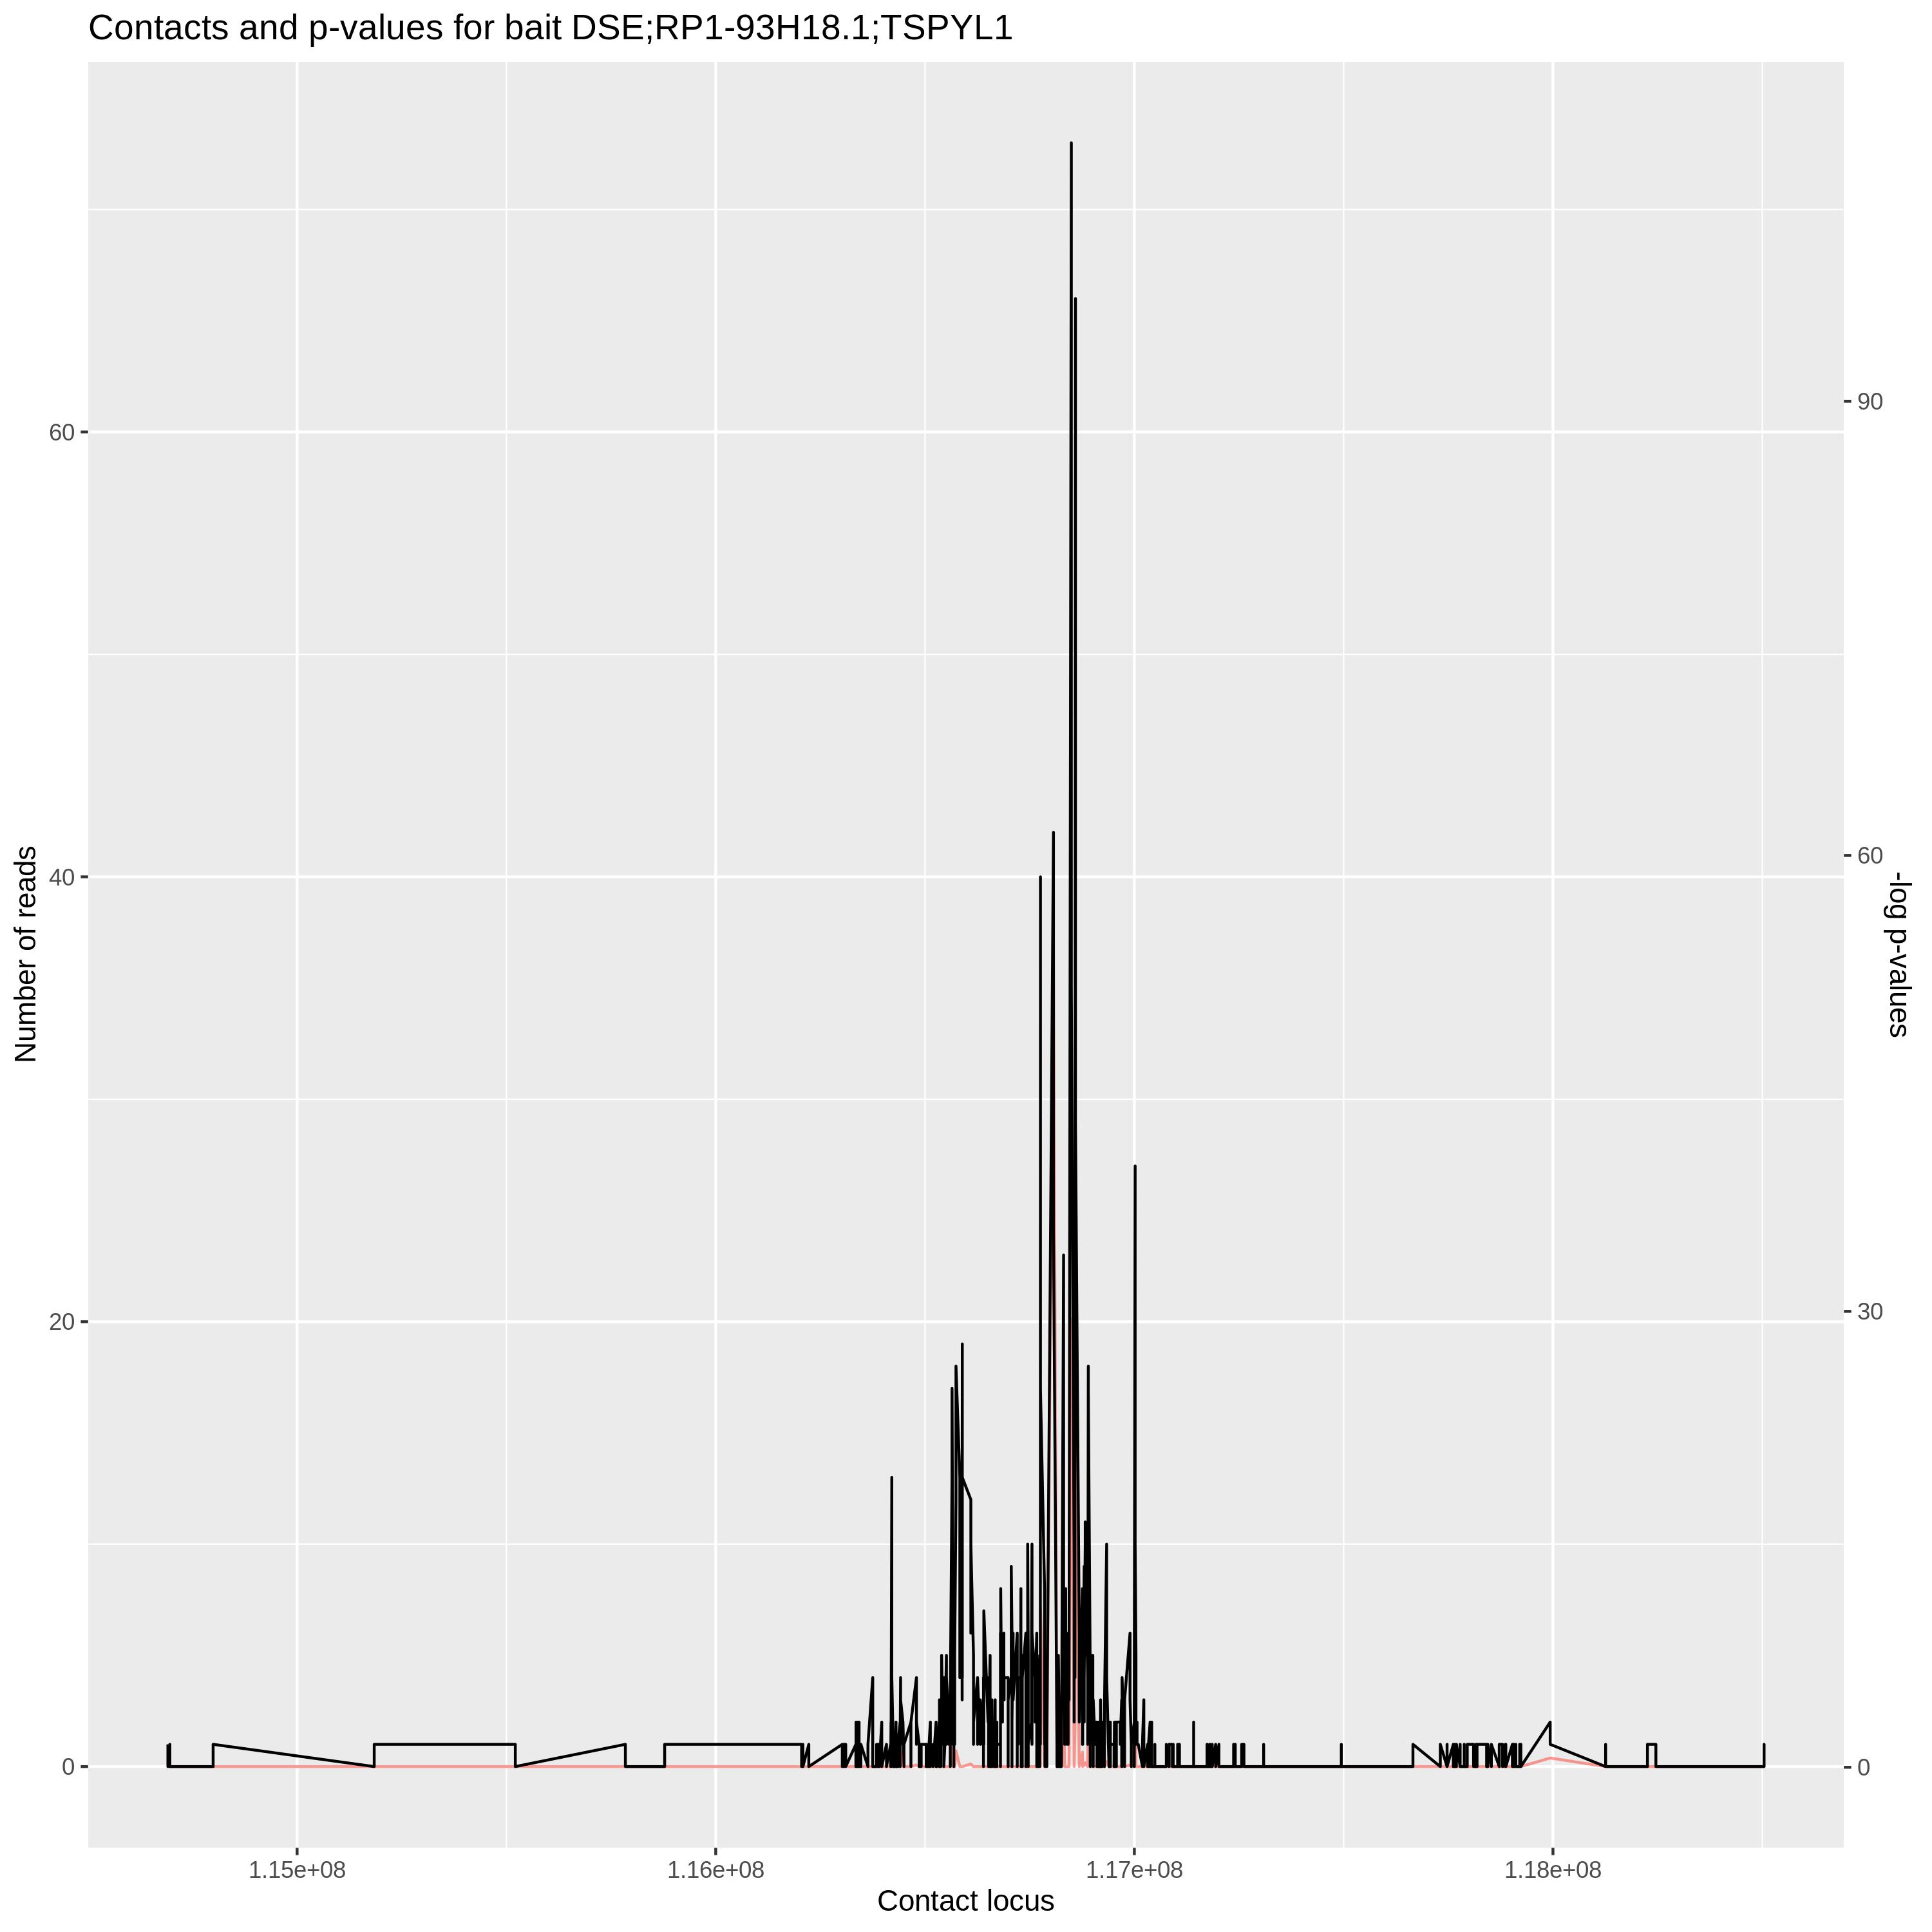 Contacts and p-values for bait DSE;RP1-93H18.1;TSPYL1
60
40
20
0
Number of reads
90
60
30
0
-log p-values
1.15e+08 1.16e+08 1.17e+08 1.18e+08
Contact locus